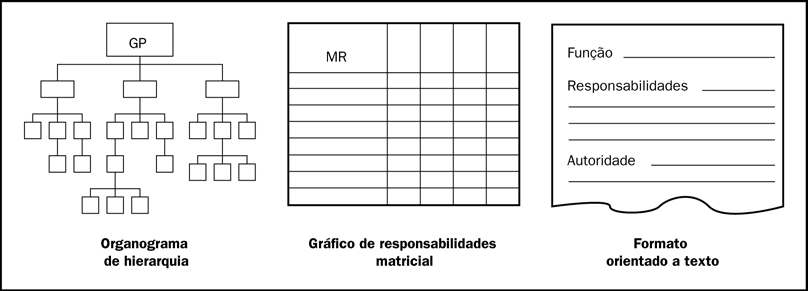 GP
MR
Função
Responsabilidades
Autoridade
Organograma
de hierarquia
Gráfico de responsabilidades
matricial
Formato
orientado a texto